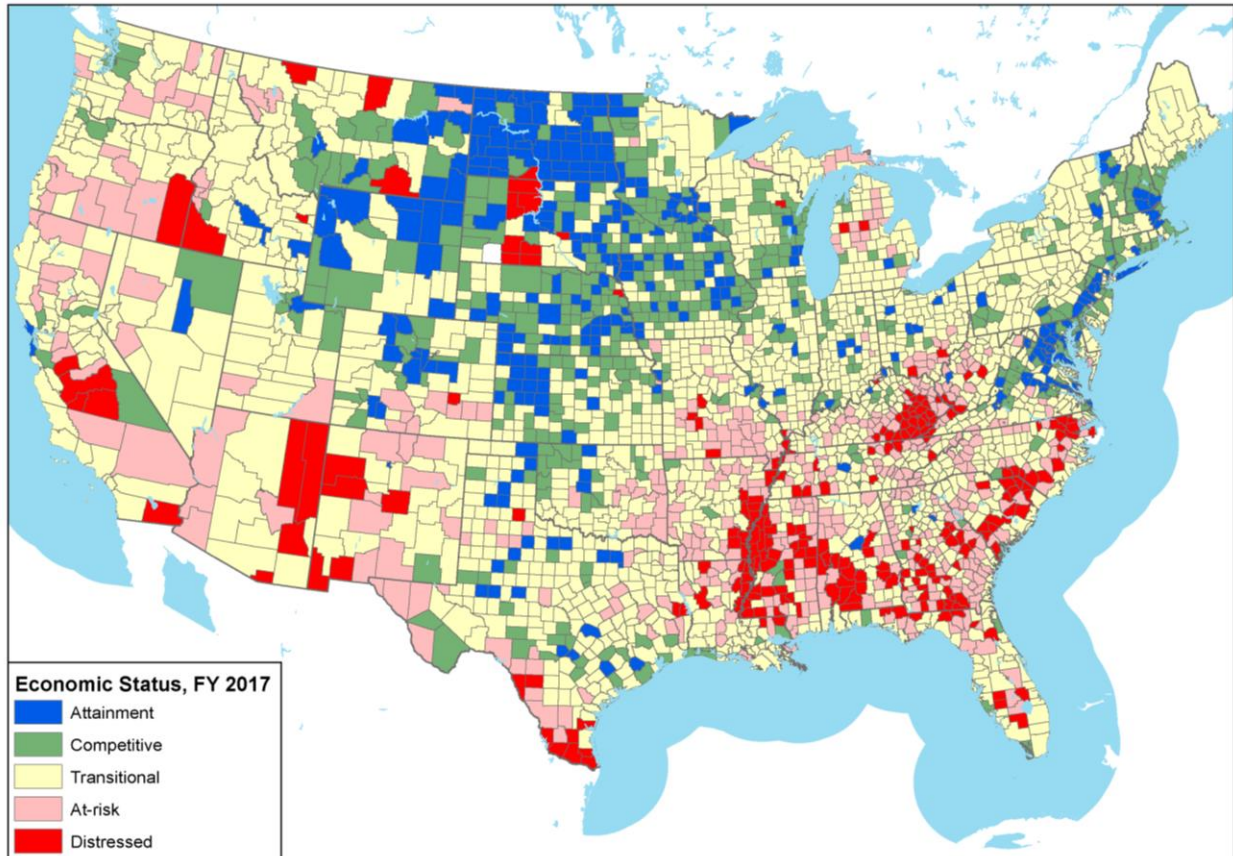 Economic Status, FY 2017
Attainment
Competitive
Transitional
At-risk
Distressed